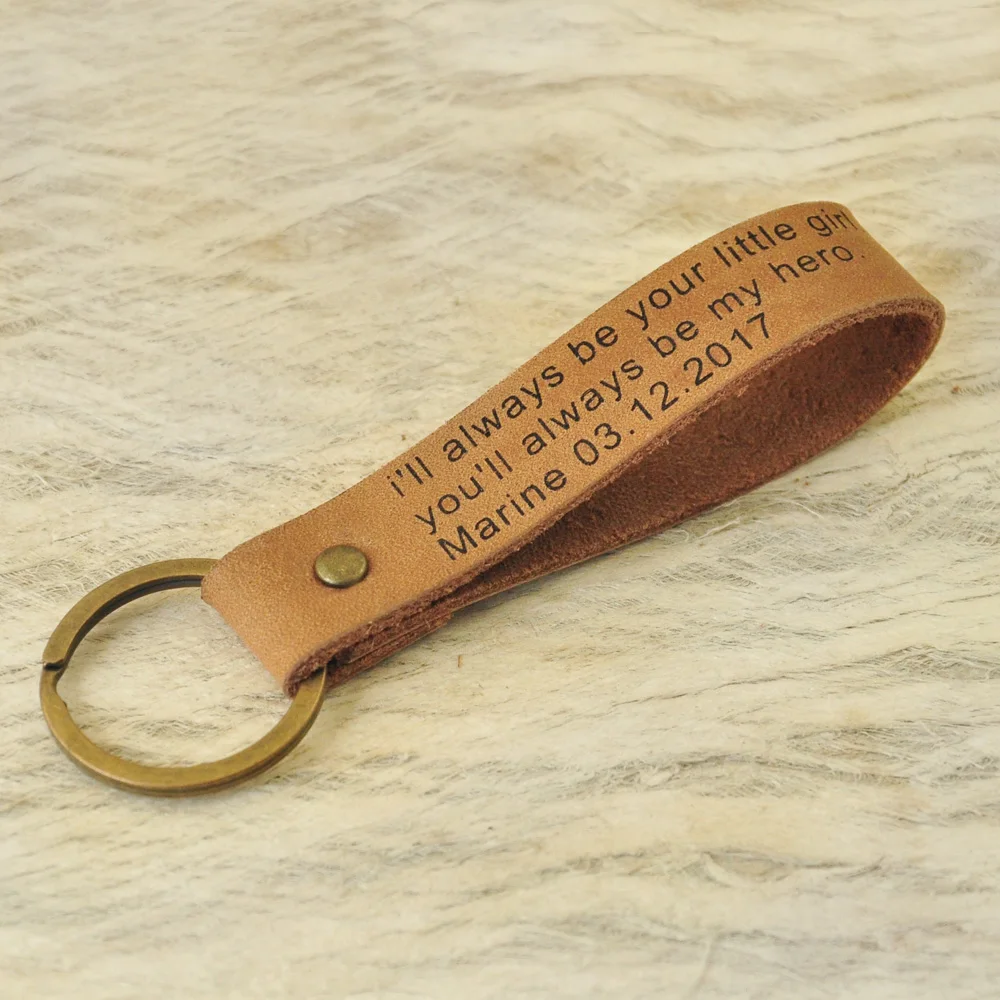 i'll always be your little girl
you'll always be my hero.
Marine 03.12.2017